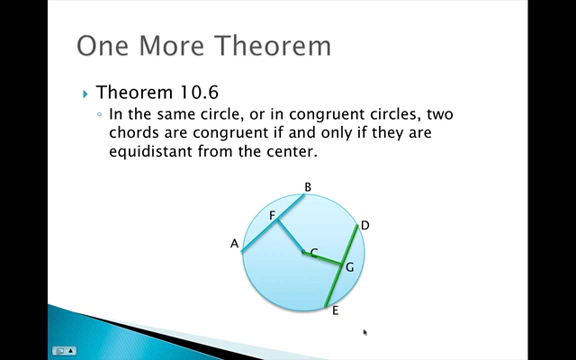 One More Theorem
Theorem 10.6
In the same circle, or in congruent circles, two
chords are congruent if and only if they are
equidistant from the center.
B
F
D
A
C
G
E